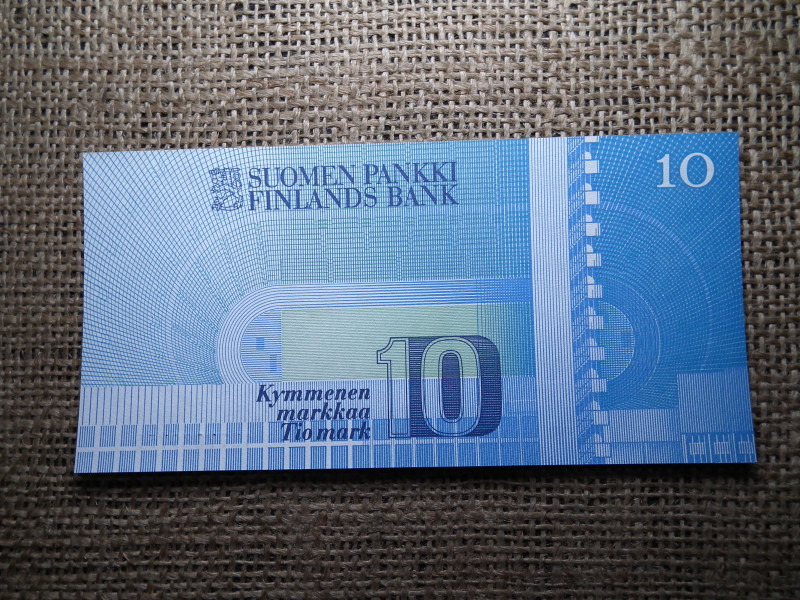 SUOMEN PANKKI
FINLANDS BANK
10
10
Kymmenen
markkaa
Tio mark